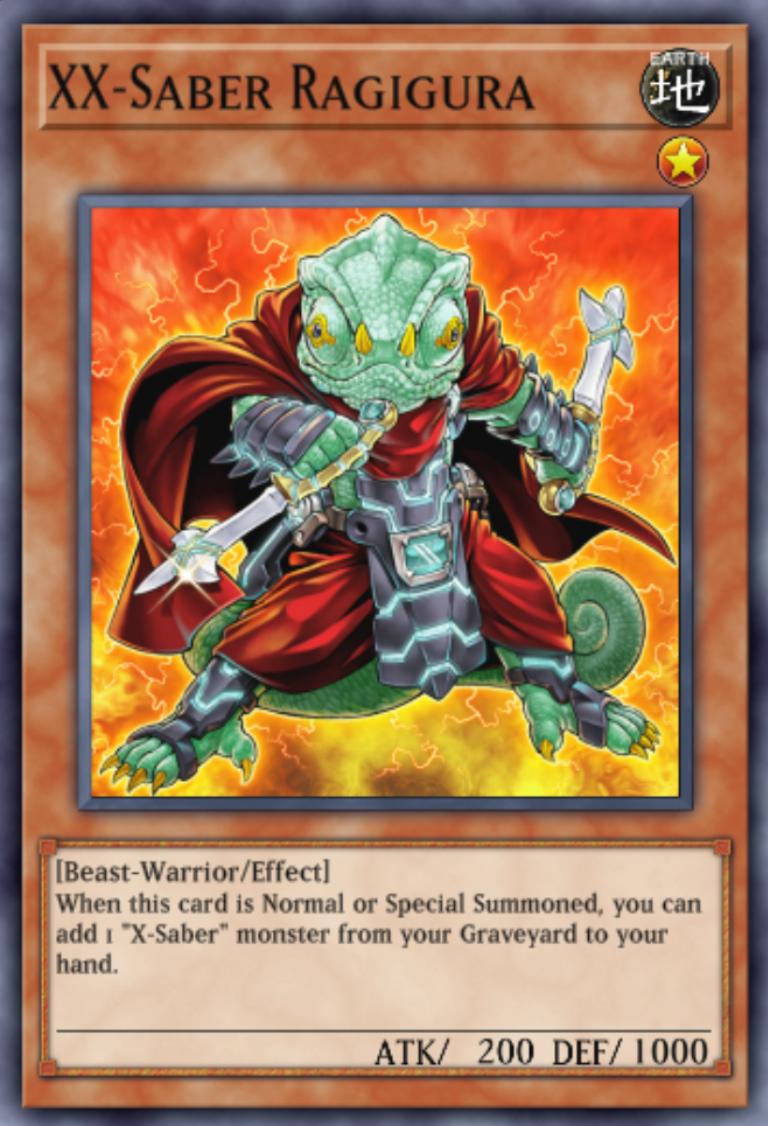 XX-Saber Ragigura
EARTH
地
[Beast-Warrior/Effect]
When this card is Normal or Special Summoned, you can
add 1 "X-Saber" monster from your Graveyard to your
hand.
ATK/ 200 DEF/ 1000